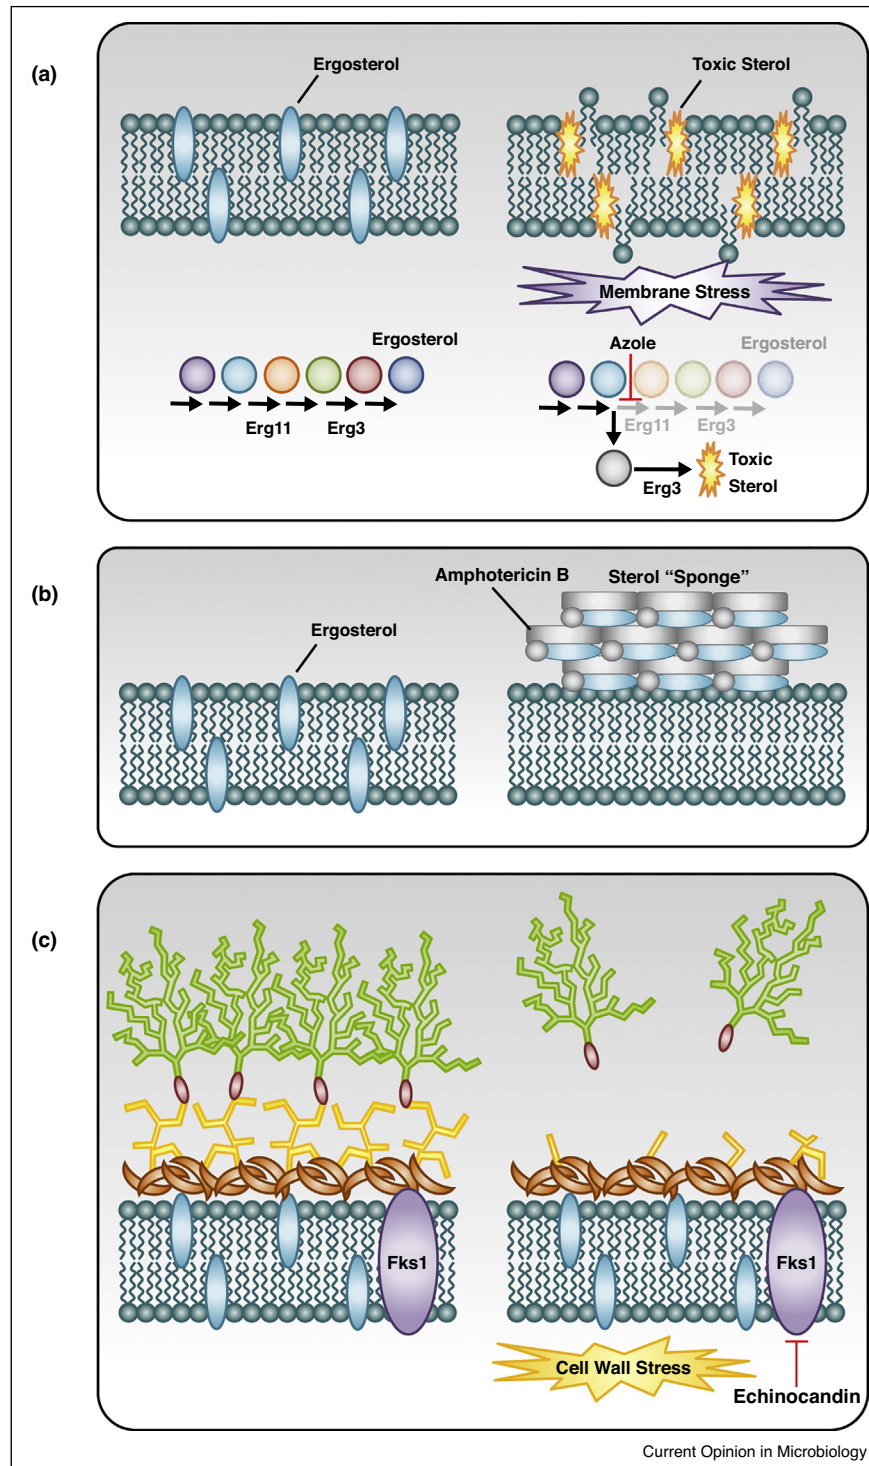 (a)
Ergosterol
Toxic Sterol
Membrane Stress
Ergosterol
Erg11
Erg3
Azole
Ergosterol
Erg11
Erg3
Erg3
Toxic
Sterol
(b)
Ergosterol
Amphotericin B
Sterol “Sponge”
(c)
Fks1
Fks1
Cell Wall Stress
Echinocandin
Current Opinion in Microbiology